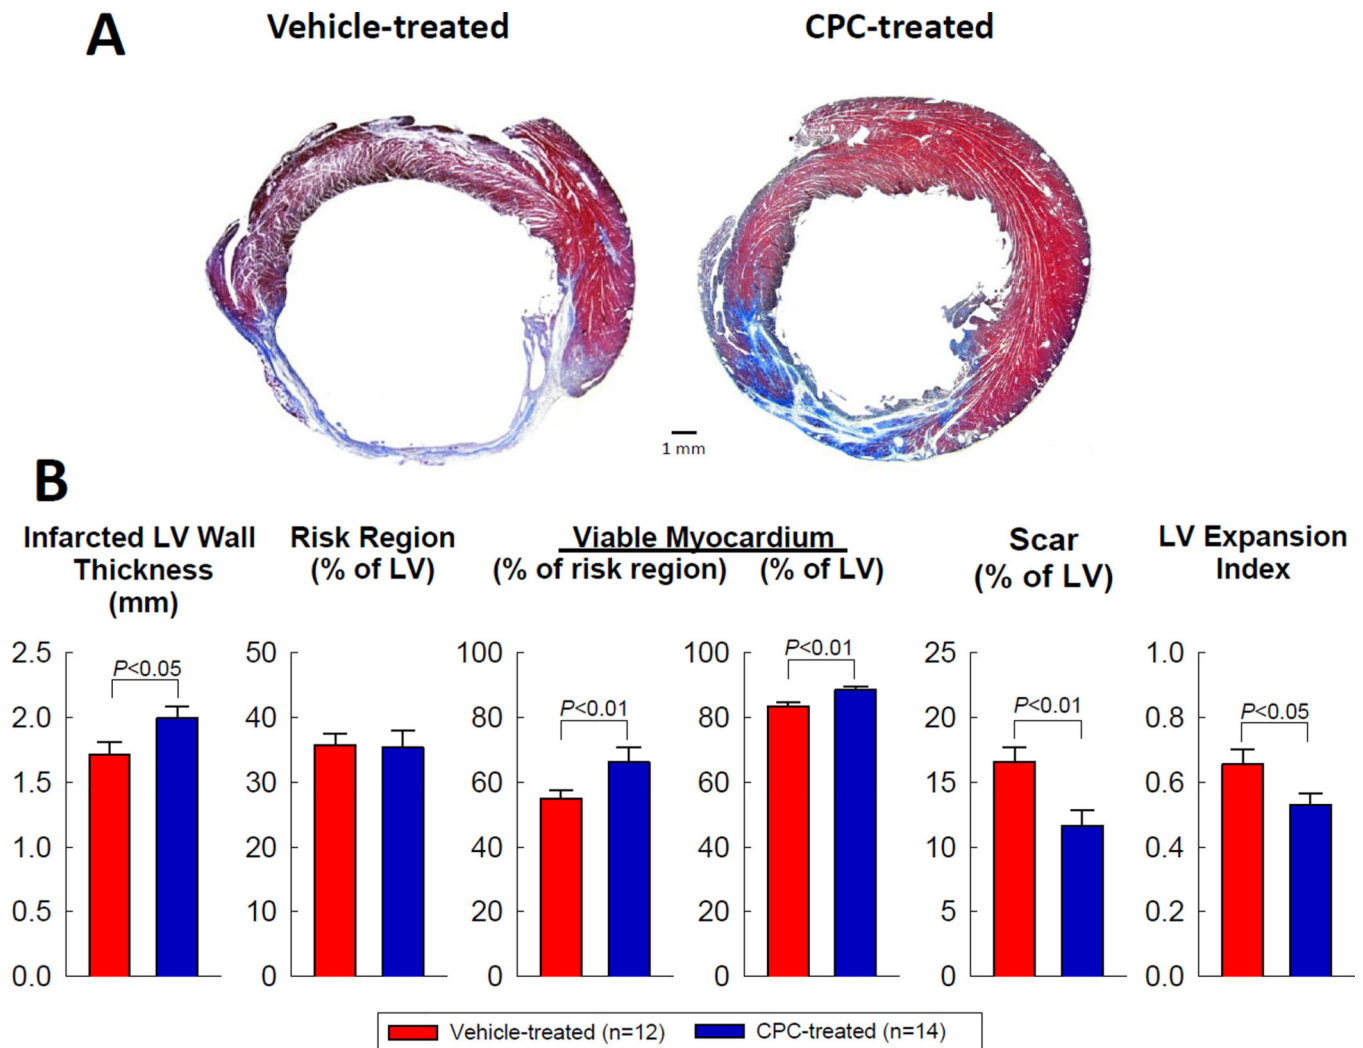 A
Vehicle-treated
CPC-treated
1 mm
B
Infarcted LV Wall
Thickness
(mm)
Risk Region
(% of LV)
Viable Myocardium
(% of risk region)
(% of LV)
Scar
(% of LV)
LV Expansion
Index
2.5
2.0
1.5
1.0
0.5
0.0
P<0.05
50
40
30
20
10
0
100
80
60
40
20
0
P<0.01
100
80
60
40
20
0
P<0.01
25
20
15
10
5
0
P<0.01
1.0
0.8
0.6
0.4
0.2
0.0
P<0.05
Vehicle-treated (n=12)
CPC-treated (n=14)